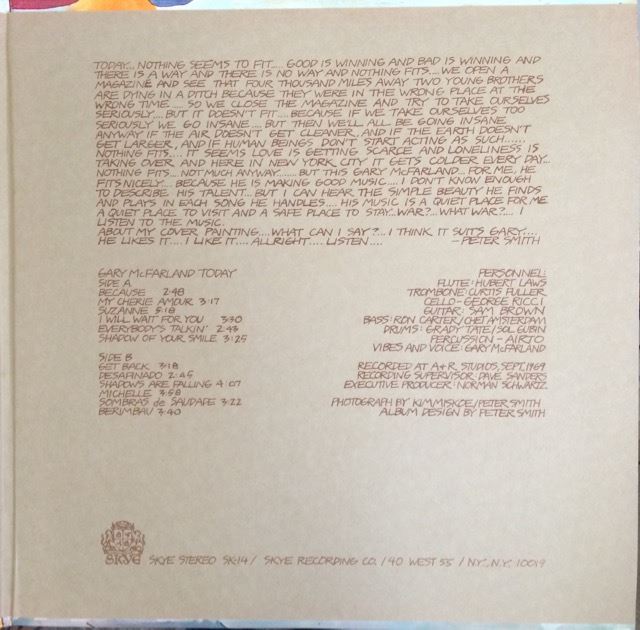 TODAY... NOTHING SEEMS TO FIT.... GOOD IS WINNING AND BAD IS WINNING AND
THERE IS A WAY AND THERE IS NO WAY AND NOTHING FITS.... WE OPEN A
MAGAZINE AND SEE THAT FOUR THOUSAND MILES AWAY TWO YOUNG BROTHERS
ARE DYING IN A DITCH BECAUSE THEY WERE IN THE WRONG PLACE AT THE
WRONG TIME.... SO WE CLOSE THE MAGAZINE AND TRY TO TAKE OURSELVES
SERIOUSLY.... BUT IT DOESN'T FIT.... BECAUSE IF WE TAKE OURSELVES TOO
SERIOUSLY WE GO INSANE.... BUT THEN WE'LL ALL BE GOING INSANE
ANYWAY IF THE AIR DOESN'T GET CLEANER, AND IF THE EARTH DOESN'T
GET LARGER, AND IF HUMAN BEINGS DON'T START ACTING AS SUCH......
NOTHING FITS.... IT SEEMS LOVE IS GETTING SCARCE AND LONELINESS IS
TAKING OVER AND HERE IN NEW YORK CITY IT GETS COLDER EVERY DAY...
NOTHING FITS.... NOT MUCH ANYWAY...... BUT THIS GARY McFARLAND... FOR ME, HE
FITS NICELY.... BECAUSE HE IS MAKING GOOD MUSIC.... I DON'T KNOW ENOUGH
TO DESCRIBE HIS TALENT... BUT I CAN HEAR THE SIMPLE BEAUTY HE FINDS
AND PLAYS IN EACH SONG HE HANDLES.... HIS MUSIC IS A QUIET PLACE FOR ME
A QUIET PLACE TO VISIT AND A SAFE PLACE TO STAY. WAR?... WHAT WAR?.... I
LISTEN TO THE MUSIC.
ABOUT MY COVER PAINTING.... WHAT CAN I SAY?... I THINK IT SUITS GARY....
HE LIKES IT.... I LIKE IT.... ALLRIGHT.... LISTEN.... —PETER SMITH
GARY McFARLAND TODAY
SIDE A
BECAUSE 2:48
MY CHERIE AMOUR 3:17
SUZANNE 5:18
I WILL WAIT FOR YOU 3:30
EVERYBODY'S TALKIN' 2:43
SHADOW OF YOUR SMILE 3:25
SIDE B
GET BACK 3:18
DESAFINADO 2:45
SHADOWS ARE FALLING 4:07
MICHELLE 3:58
SOMBRAS de SAUDADE 3:22
BERIMBAU 3:40
PERSONNEL:
FLUTE: HUBERT LAWS
TROMBONE: CURTIS FULLER
CELLO - GEORGE RICCI
GUITAR: SAM BROWN
BASS: RON CARTER/CHET AMSTERDAM
DRUMS: GRADY TATE/SOL GUBIN
PERCUSSION - AIRTO
VIBES AND VOICE: GARY McFARLAND
RECORDED AT A+R STUDIOS, SEPT, 1969
RECORDING SUPERVISOR: DAVE SANDERS
EXECUTIVE PRODUCER: NORMAN SCHWARTZ
PHOTOGRAPH BY KIM MISKOE/PETER SMITH
ALBUM DESIGN BY PETER SMITH
SKYE
SKYE STEREO SK-14 / SKYE RECORDING CO. / 40 WEST 55 / N.Y., N.Y. 10019